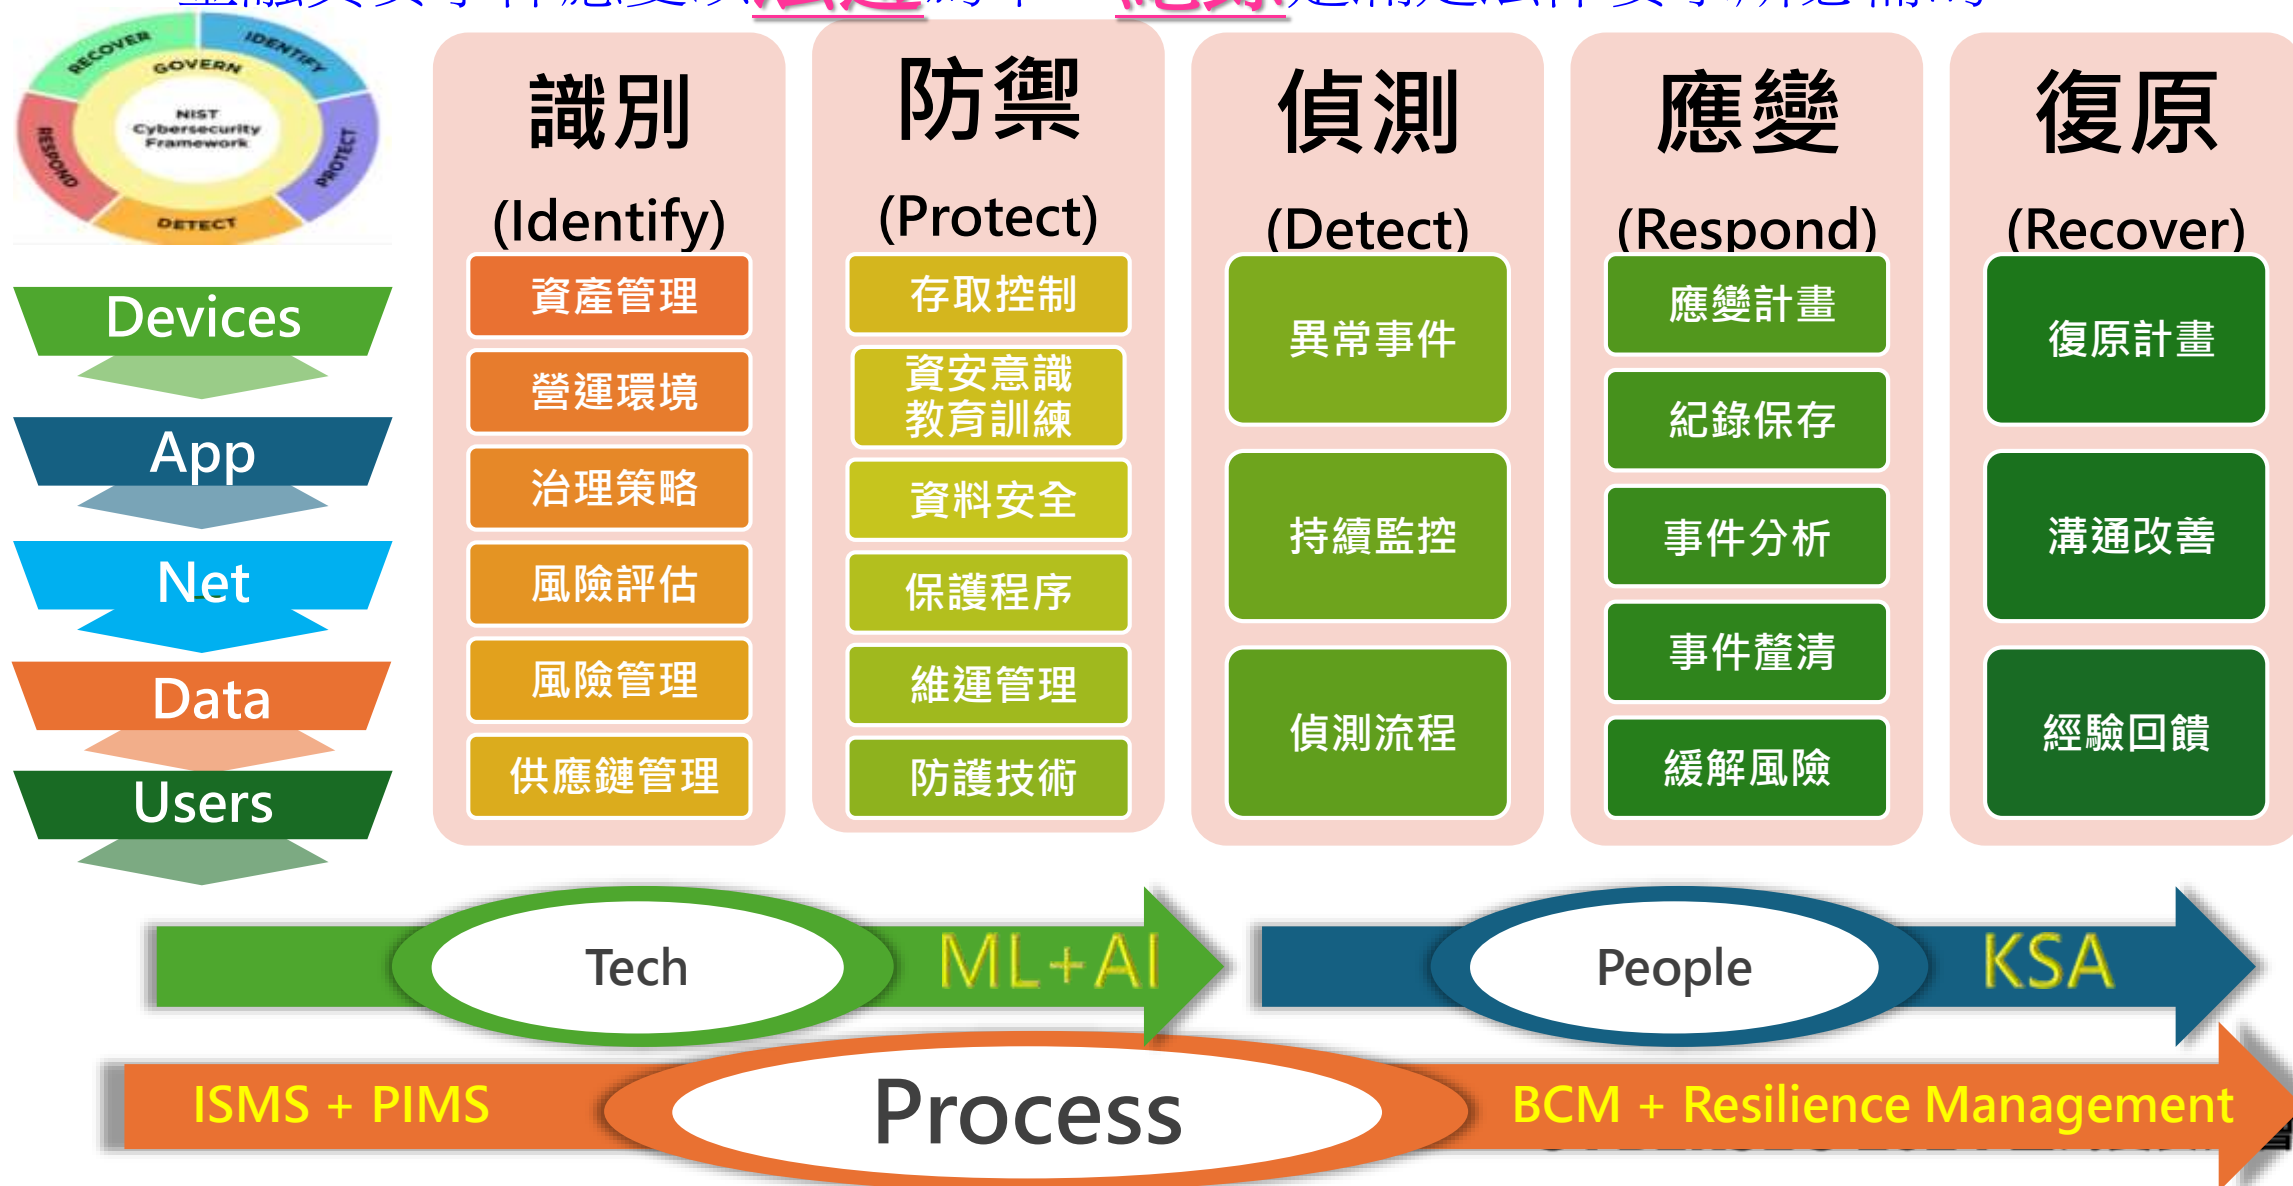 RECOVER
IDENTIFY
GOVERN
NIST
Cybersecurity
Framework
RESPOND
PROTECT
DETECT
Devices
App
Net
Data
Users
識別
(Identify)
資產管理
營運環境
治理策略
風險評估
風險管理
供應鏈管理
防禦
(Protect)
存取控制
資安意識
教育訓練
資料安全
保護程序
維運管理
防護技術
偵測
(Detect)
異常事件
持續監控
偵測流程
應變
(Respond)
應變計畫
紀錄保存
事件分析
事件釐清
緩解風險
復原
(Recover)
復原計畫
溝通改善
經驗回饋
Tech
ML+AI
People
KSA
ISMS + PIMS
Process
BCM + Resilience Management